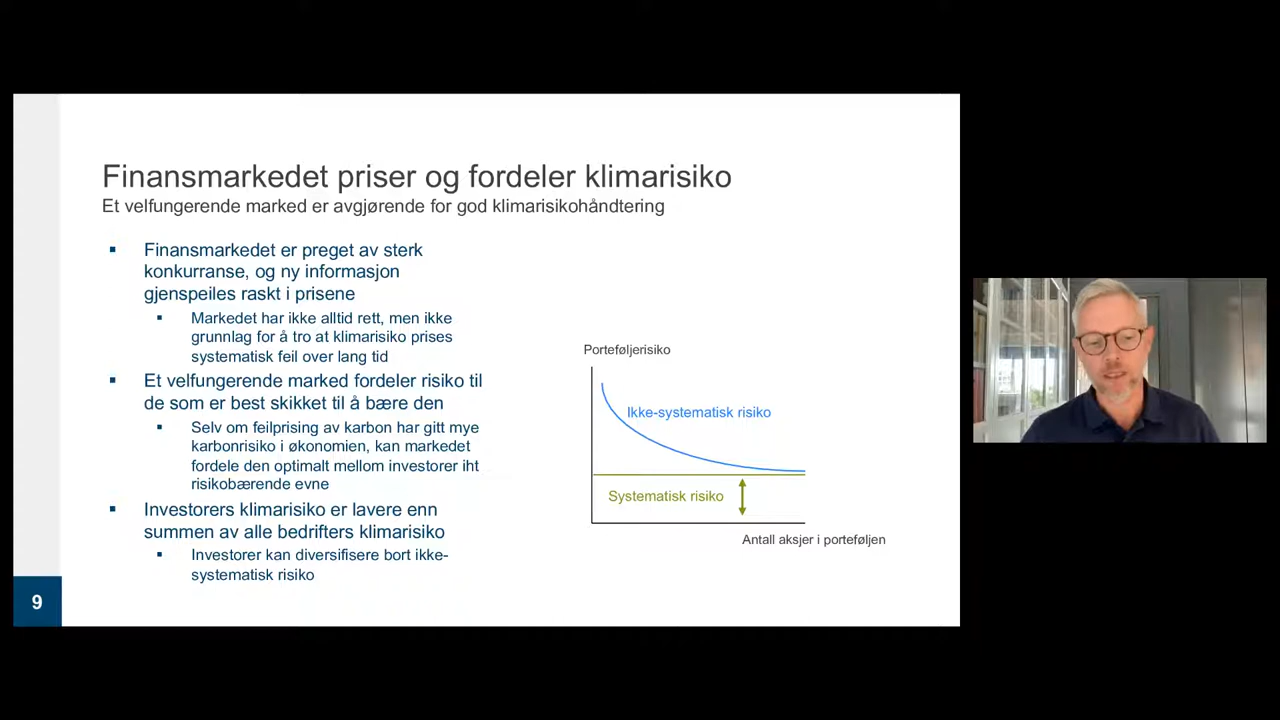 Finansmarkedet priser og fordeler klimarisiko
Et velfungerende marked er avgjørende for god klimarisikohåndtering
Finansmarkedet er preget av sterk
konkurranse, og ny informasjon
gjenspeiles raskt i prisene
Markedet har ikke alltid rett, men ikke
grunnlag for å tro at klimarisiko prises
systematisk feil over lang tid
Et velfungerende marked fordeler risiko til
de som er best skikket til å bære den
Selv om feilprising av karbon har gitt mye
karbonrisiko i økonomien, kan markedet
fordele den optimalt mellom investorer iht
risikobærende evne
Investorers klimarisiko er lavere enn
summen av alle bedrifters klimarisiko
Investorer kan diversifisere bort ikke-
systematisk risiko
Porteføljerisiko
Ikke-systematisk risiko
Systematisk risiko
Antall aksjer i porteføljen
9